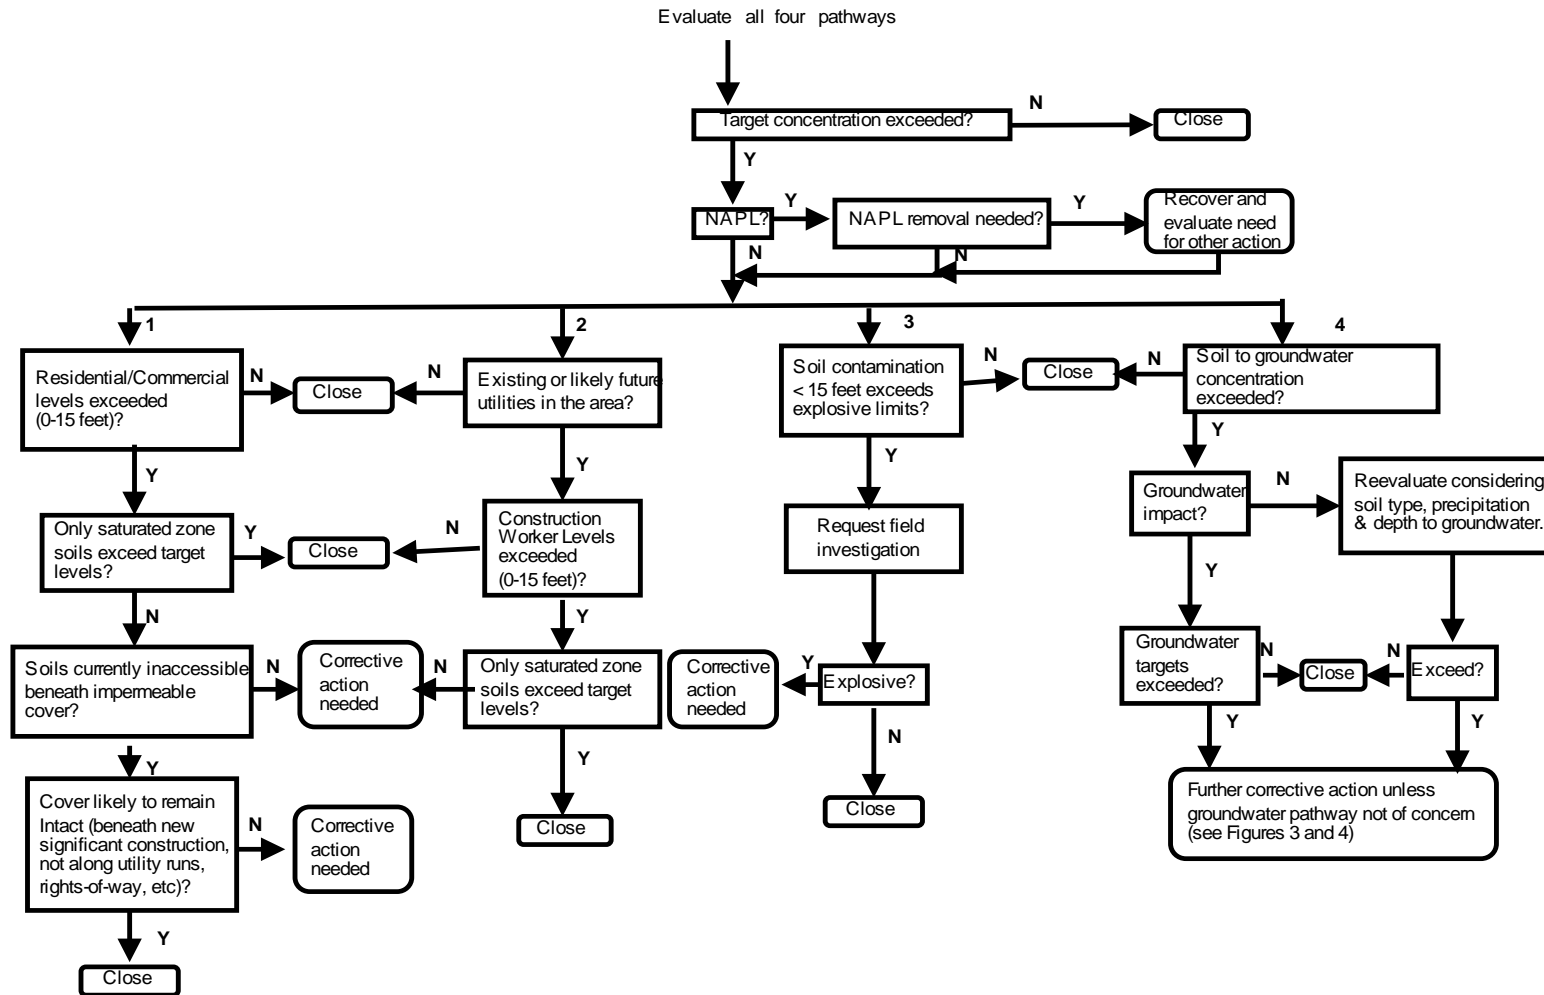 Evaluate all four pathways
Target concentration exceeded?
N
Close
Y
NAPL?
Y
NAPL removal needed?
Y
Recover and
evaluate need
for other action
N
N
1
2
3
4
Residential/Commercial
levels exceeded
(0-15 feet)?
N
Close
N
Existing or likely future
utilities in the area?
Soil contamination
< 15 feet exceeds
explosive limits?
N
Close
N
Soil to groundwater
concentration
exceeded?
Y
Y
Y
Y
Only saturated zone
soils exceed target
levels?
Y
Close
N
Construction
Worker Levels
exceeded
(0-15 feet)?
Request field
investigation
Groundwater
impact?
N
Reevaluate considering
soil type, precipitation
& depth to groundwater.
N
Y
Y
Soils currently inaccessible
beneath impermeable
cover?
N
Corrective
action
needed
N
Only saturated zone
soils exceed target
levels?
Corrective
action
needed
Y
Explosive?
Groundwater
targets
exceeded?
N
Close
N
Exceed?
Y
Y
N
Y
Y
Cover likely to remain
Intact (beneath new
significant construction,
not along utility runs,
rights-of-way, etc)?
N
Corrective
action
needed
Close
Close
Further corrective action unless
groundwater pathway not of concern
(see Figures 3 and 4)
Y
Close